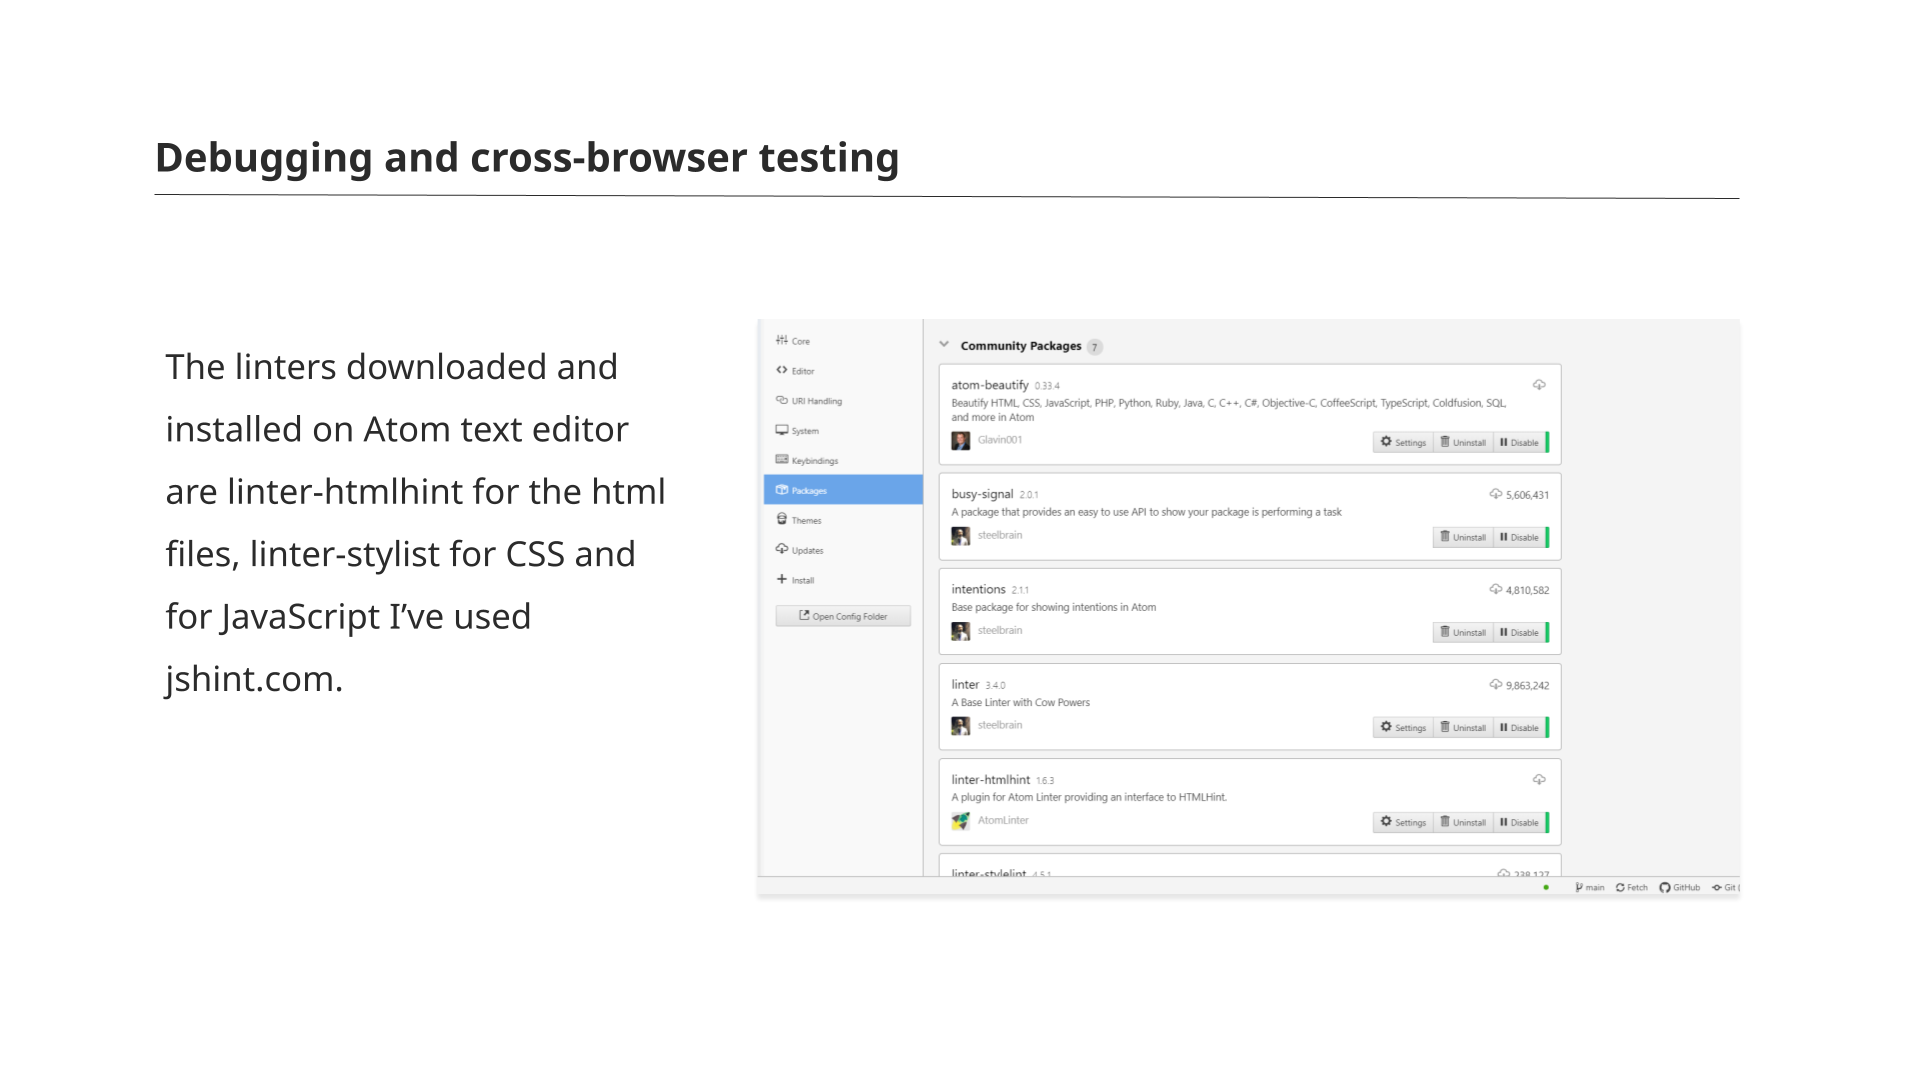 Debugging and cross-browser testing
The linters downloaded and
installed on Atom text editor
are linter-htmlhint for the html
files, linter-stylist for CSS and
for JavaScript I’ve used
jshint.com.
Core
Editor
URI Handling
System
Keybindings
Packages
Themes
Updates
Install
Open Config Folder
Community Packages 7
atom-beautify 0.33.4
Beautify HTML, CSS, JavaScript, PHP, Python, Ruby, Java, C, C++, C#, Objective-C, CoffeeScript, TypeScript, Coldfusion, SQL,
and more in Atom
Glavin001
Settings Uninstall Disable
busy-signal 2.0.1 5,606,431
A package that provides an easy to use API to show your package is performing a task
steelbrain
Uninstall Disable
intentions 2.1.1 4,810,582
Base package for showing intentions in Atom
steelbrain
Uninstall Disable
linter 3.4.0 9,863,242
A Base Linter with Cow Powers
steelbrain
Settings Uninstall Disable
linter-htmlhint 1.6.3
A plugin for Atom Linter providing an interface to HTMLHint.
AtomLinter
Settings Uninstall Disable
linter-stylelint 4.5.1 238,127
main Fetch GitHub Git